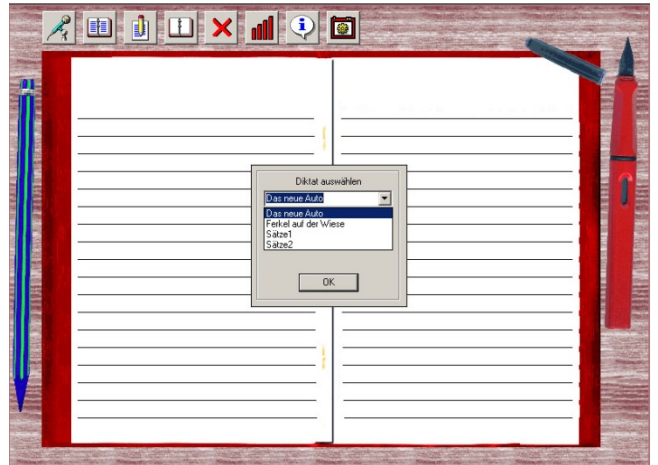 Diktat auswählen
Das neue Auto
Das neue Auto
Ferkel auf der Wiese
Sätze1
Sätze2
OK